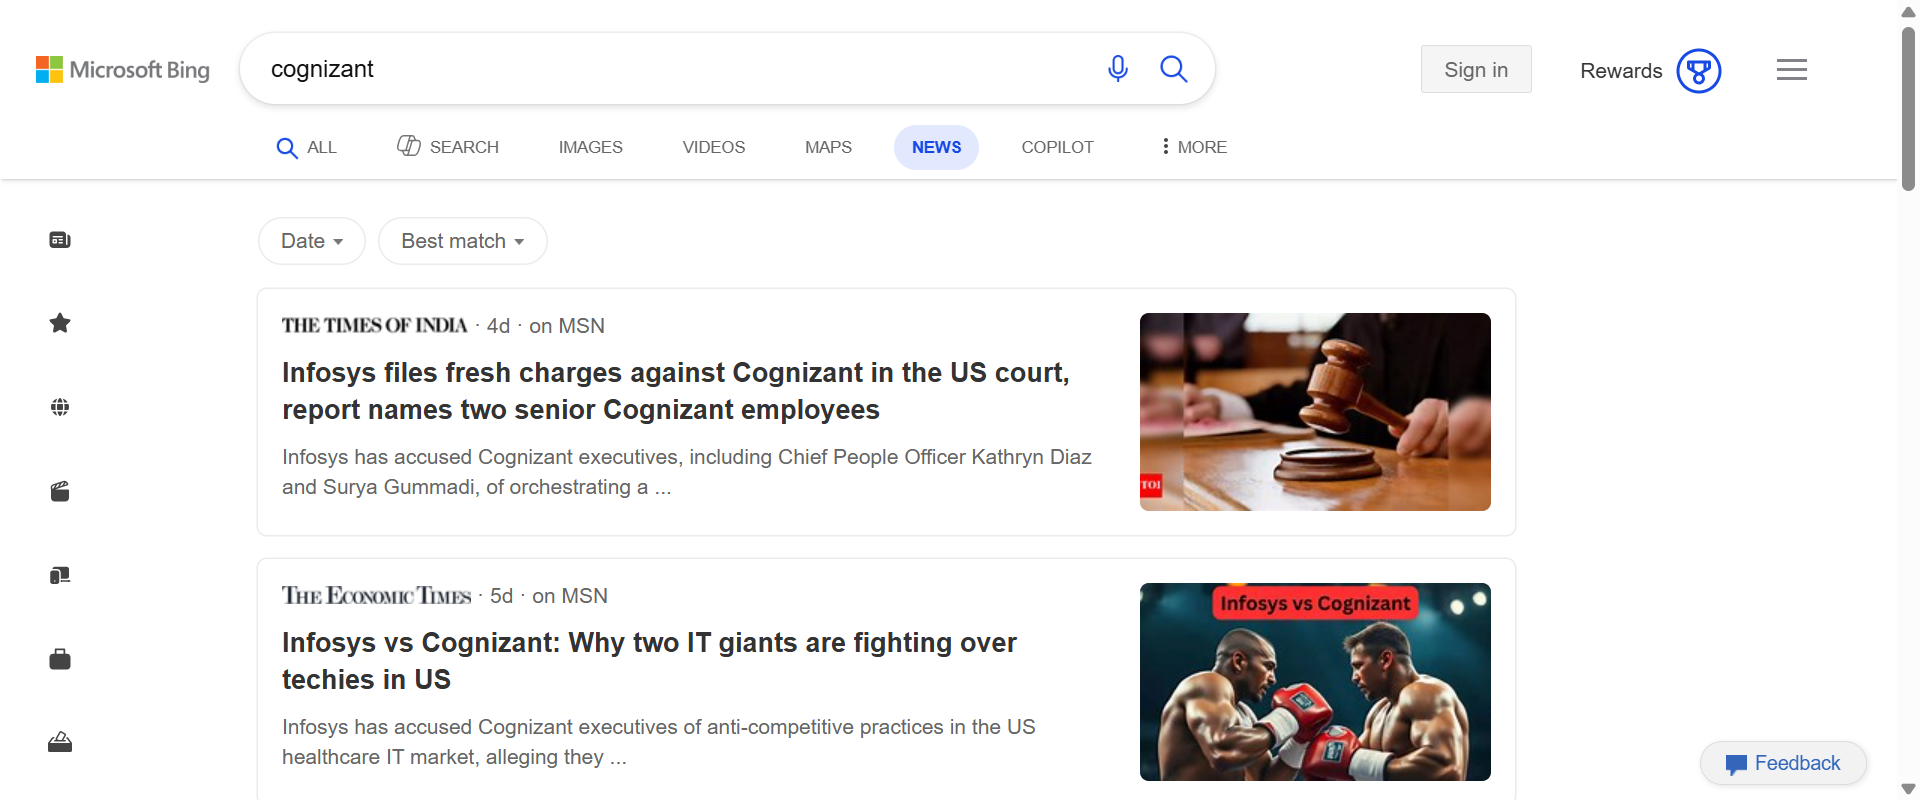 Microsoft Bing
cognizant
Sign in
Rewards
ALL
SEARCH
IMAGES
VIDEOS
MAPS
NEWS
COPILOT
MORE
Date
Best match
THE TIMES OF INDIA · 4d · on MSN
Infosys files fresh charges against Cognizant in the US court,
report names two senior Cognizant employees
Infosys has accused Cognizant executives, including Chief People Officer Kathryn Diaz
and Surya Gummadi, of orchestrating a ...
TOI
THE ECONOMIC TIMES · 5d · on MSN
Infosys vs Cognizant: Why two IT giants are fighting over
techies in US
Infosys has accused Cognizant executives of anti-competitive practices in the US
healthcare IT market, alleging they ...
Infosys vs Cognizant
Feedback